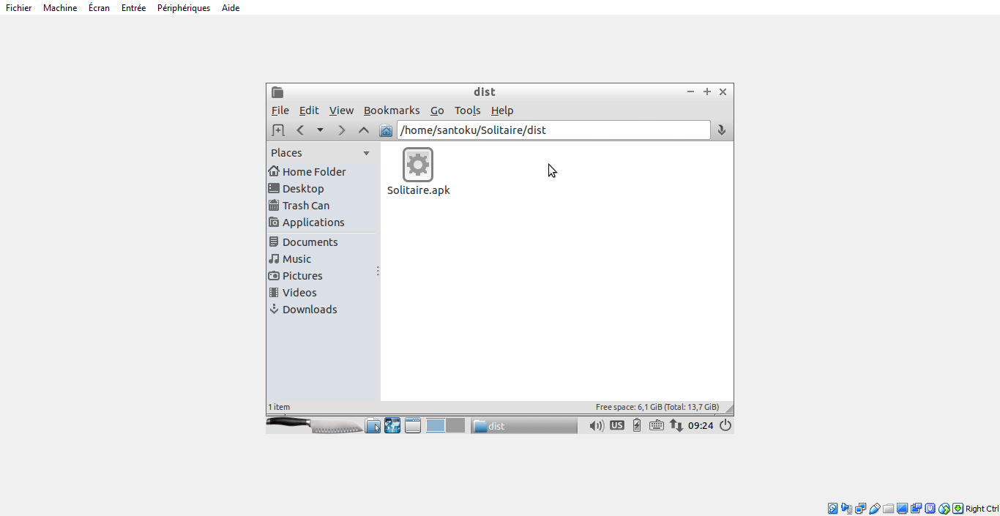 Fichier Machine Écran Entrée Périphériques Aide
dist
File Edit View Bookmarks Go Tools Help
/home/santoku/Solitaire/dist
Places
Home Folder
Desktop
Trash Can
Applications
Documents
Music
Pictures
Videos
Downloads
Solitaire.apk
1 item
Free space: 6,1 GiB (Total: 13,7 GiB)
dist
US
09:24
Right Ctrl